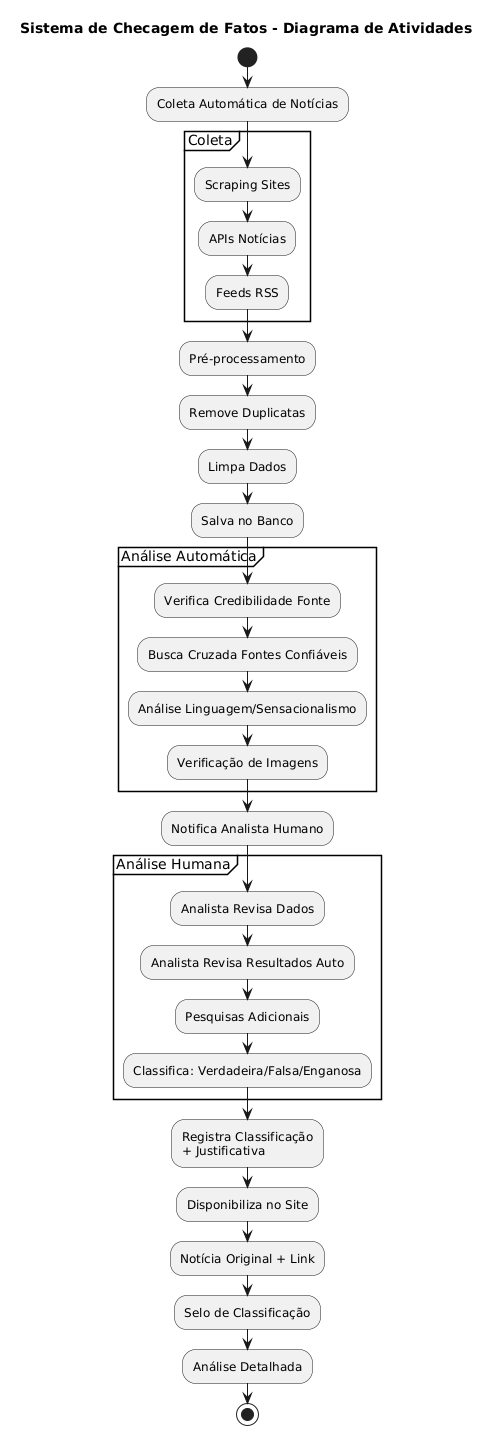 Sistema de Checagem de Fatos - Diagrama de Atividades
Coleta Automática de Notícias
Coleta
Scraping Sites
APIs Notícias
Feeds RSS
Pré-processamento
Remove Duplicatas
Limpa Dados
Salva no Banco
Análise Automática
Verifica Credibilidade Fonte
Busca Cruzada Fontes Confiáveis
Análise Linguagem/Sensacionalismo
Verificação de Imagens
Notifica Analista Humano
Análise Humana
Analista Revisa Dados
Analista Revisa Resultados Auto
Pesquisas Adicionais
Classifica: Verdadeira/Falsa/Enganosa
Registra Classificação
+ Justificativa
Disponibiliza no Site
Notícia Original + Link
Selo de Classificação
Análise Detalhada